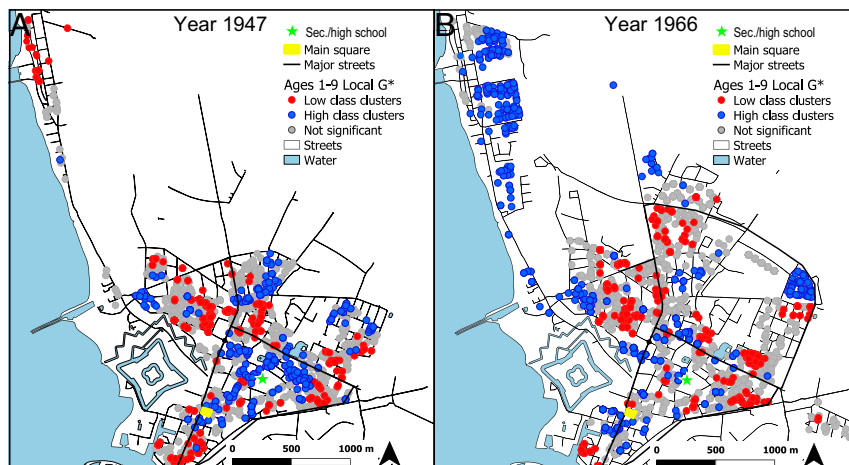 A
Year 1947
Sec./high school
Main square
Major streets
Ages 1-9 Local G*
Low class clusters
High class clusters
Not significant
Streets
Water
0 500 1000 m
B
Year 1966
Sec./high school
Main square
Major streets
Ages 1-9 Local G*
Low class clusters
High class clusters
Not significant
Streets
Water
0 500 1000 m